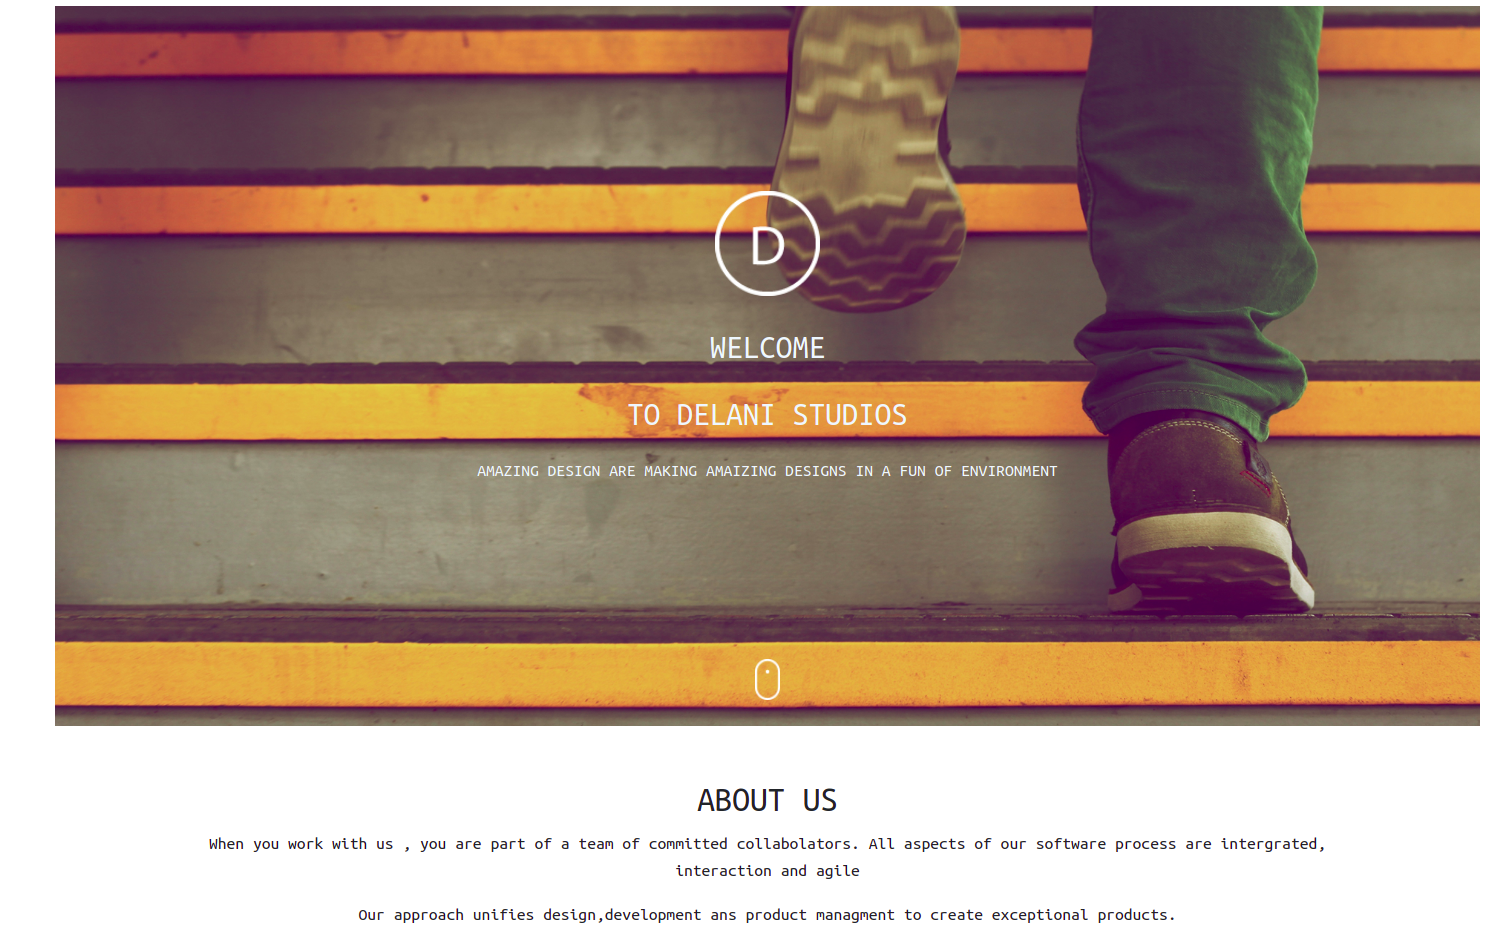 D
WELCOME
TO DELANI STUDIOS
AMAZING DESIGN ARE MAKING AMAIZING DESIGNS IN A FUN OF ENVIRONMENT
ABOUT US
When you work with us , you are part of a team of committed collabolators. All aspects of our software process are intergrated,
interaction and agile
Our approach unifies design,development ans product managment to create exceptional products.